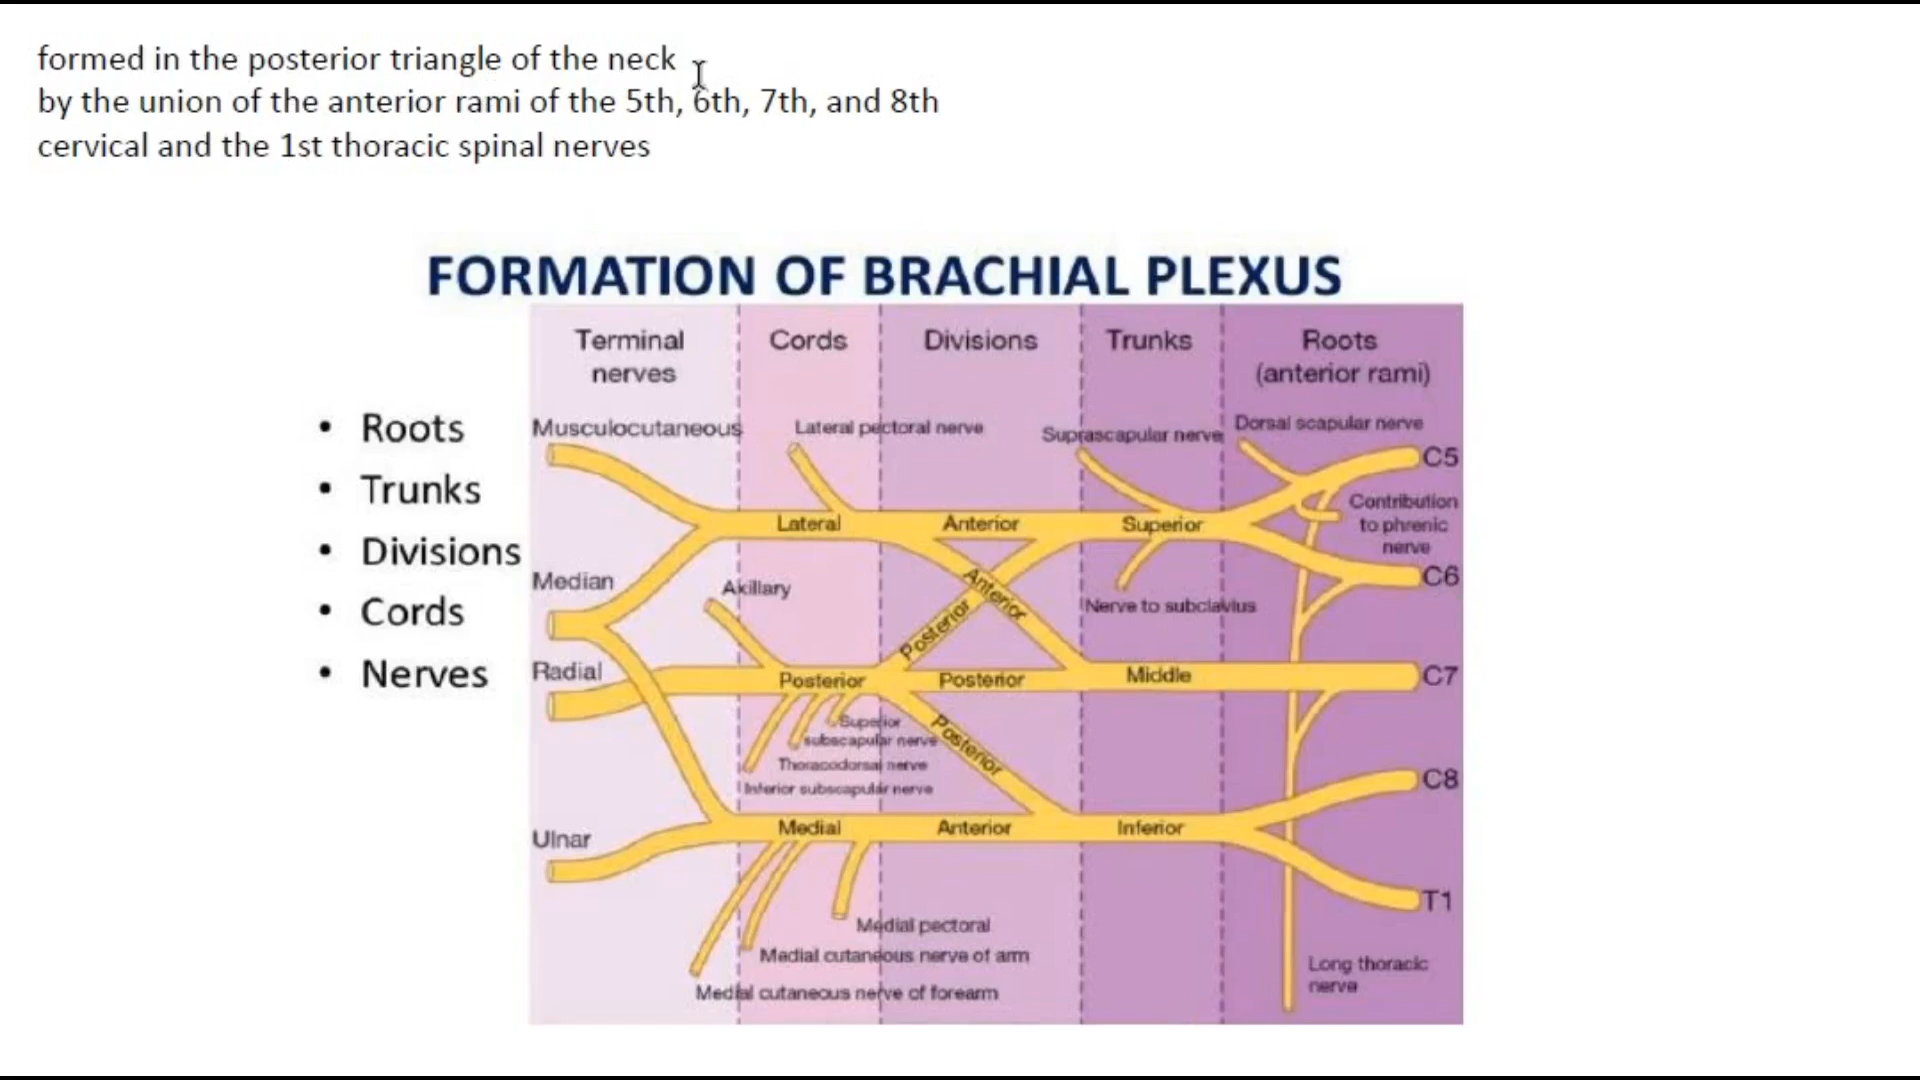 formed in the posterior triangle of the neck
by the union of the anterior rami of the 5th, 6th, 7th, and 8th
cervical and the 1st thoracic spinal nerves
FORMATION OF BRACHIAL PLEXUS
• Roots
• Trunks
• Divisions
• Cords
• Nerves
Terminal
nerves
Cords
Divisions
Trunks
Roots
(anterior rami)
Musculocutaneous
Lateral pectoral nerve
Suprascapular nerve
Dorsal scapular nerve
C5
Contribution
to phrenic
nerve
Lateral
Anterior
Superior
Median
Axillary
Posterior
Anterior
Nerve to subclavius
C6
Radial
Posterior
Posterior
Middle
C7
Superior
subscapular nerve
Thoracodorsal nerve
Inferior subscapular nerve
Posterior
C8
Ulnar
Medial
Anterior
Inferior
T1
Medial pectoral
Medial cutaneous nerve of arm
Medial cutaneous nerve of forearm
Long thoracic
nerve